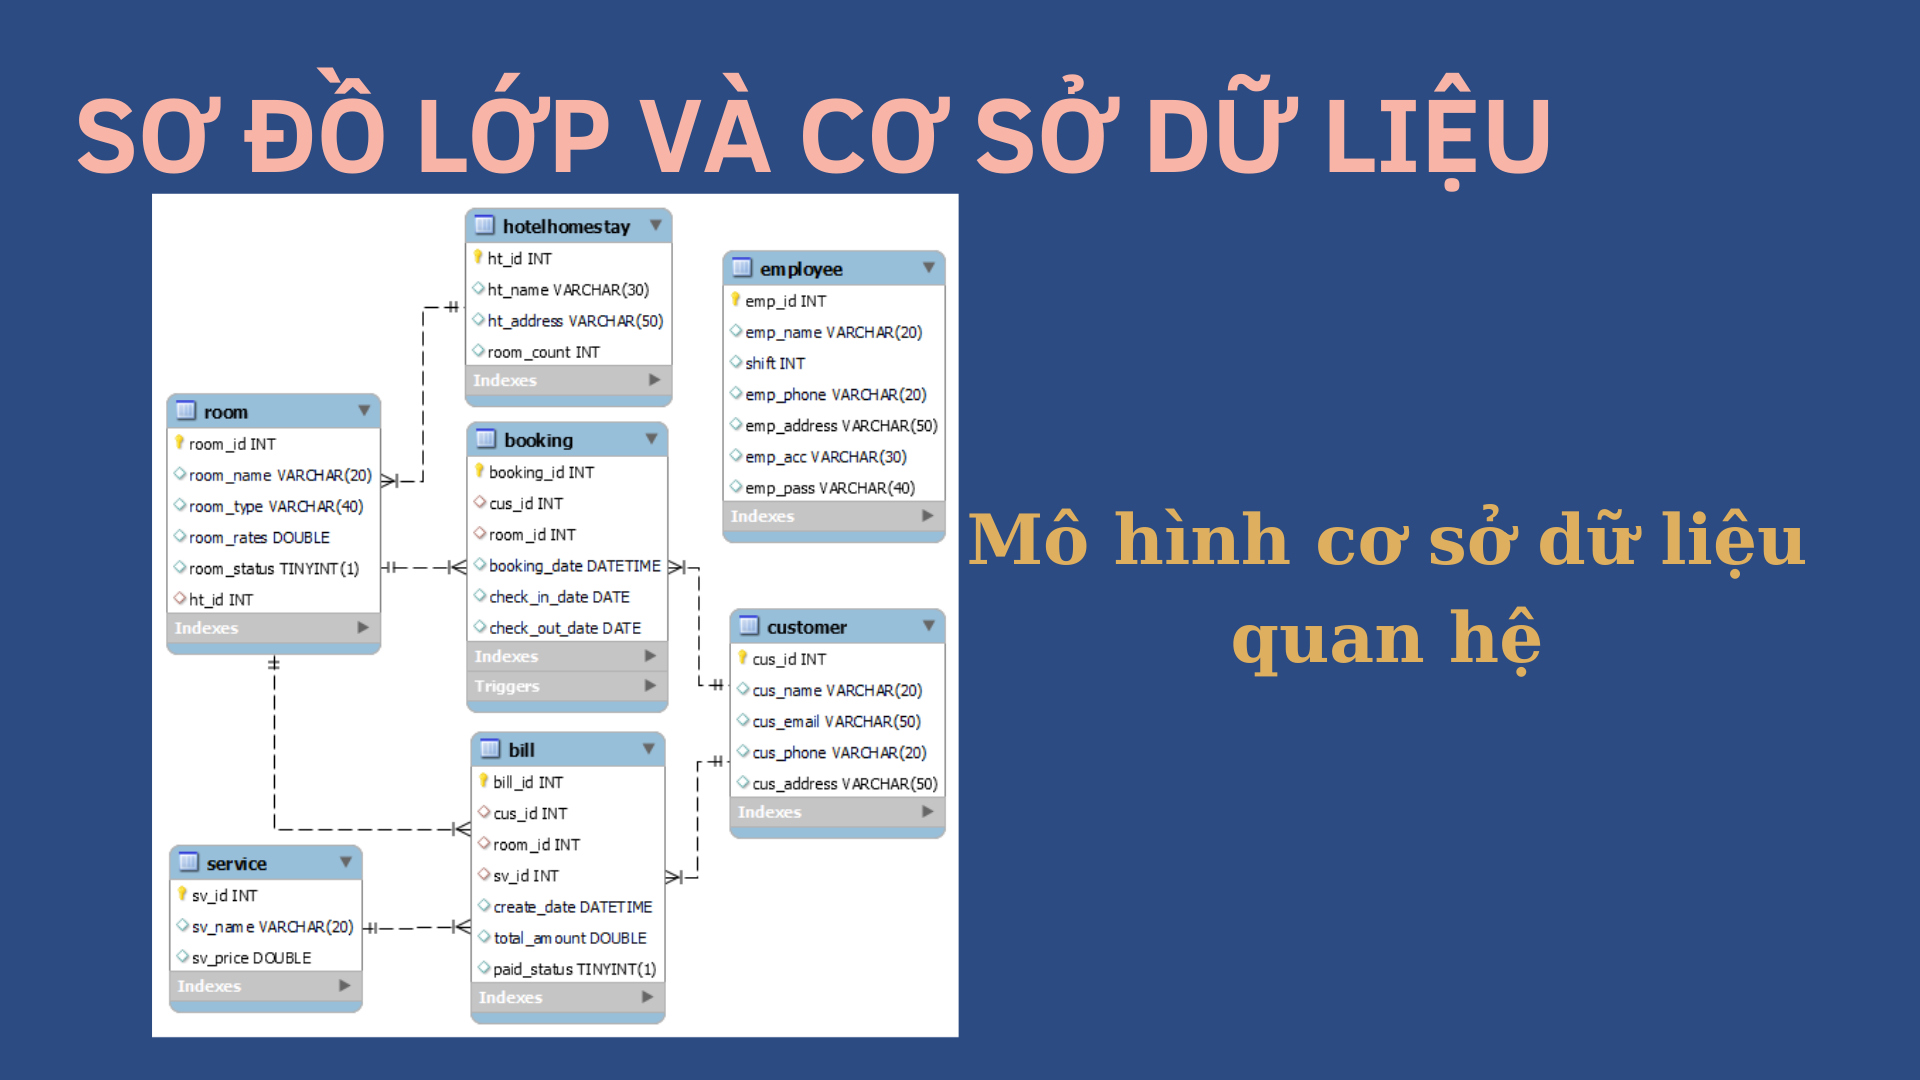 SƠ ĐỒ LỚP VÀ CƠ SỞ DỮ LIỆU
hotelhomestay
ht_id INT
ht_name VARCHAR(30)
ht_address VARCHAR(50)
room_count INT
Indexes
employee
emp_id INT
emp_name VARCHAR(20)
shift INT
emp_phone VARCHAR(20)
emp_address VARCHAR(50)
emp_acc VARCHAR(30)
emp_pass VARCHAR(40)
Indexes
room
room_id INT
room_name VARCHAR(20)
room_type VARCHAR(40)
room_rates DOUBLE
room_status TINYINT(1)
ht_id INT
Indexes
booking
booking_id INT
cus_id INT
room_id INT
booking_date DATETIME
check_in_date DATE
check_out_date DATE
Indexes
Triggers
customer
cus_id INT
cus_name VARCHAR(20)
cus_email VARCHAR(50)
cus_phone VARCHAR(20)
cus_address VARCHAR(50)
Indexes
bill
bill_id INT
cus_id INT
room_id INT
sv_id INT
create_date DATETIME
total_amount DOUBLE
paid_status TINYINT(1)
Indexes
service
sv_id INT
sv_name VARCHAR(20)
sv_price DOUBLE
Indexes
Mô hình cơ sở dữ liệu
quan hệ